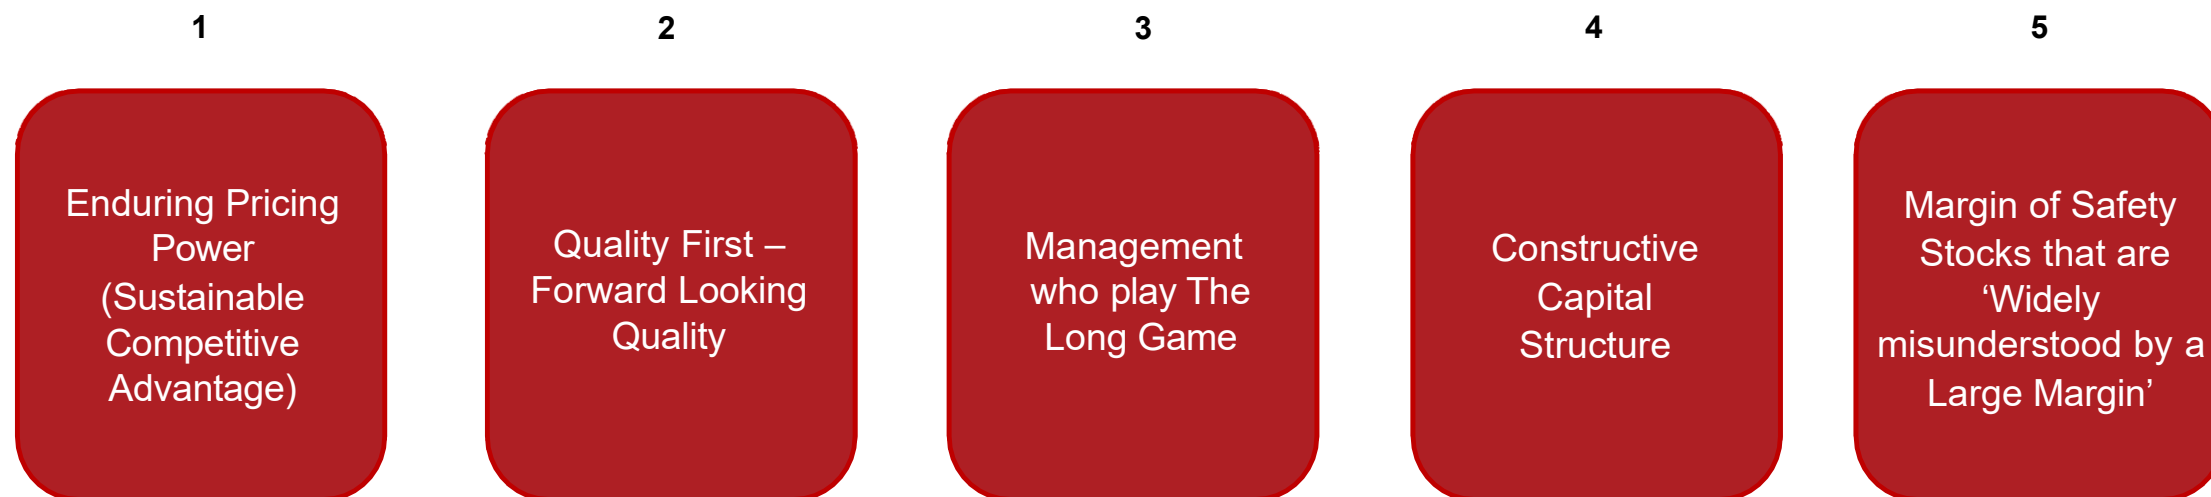 1
2
3
4
5
Enduring Pricing
Power
(Sustainable
Competitive
Advantage)
Quality First –
Forward Looking
Quality
Management
who play The
Long Game
Constructive
Capital
Structure
Margin of Safety
Stocks that are
‘Widely
misunderstood by a
Large Margin’